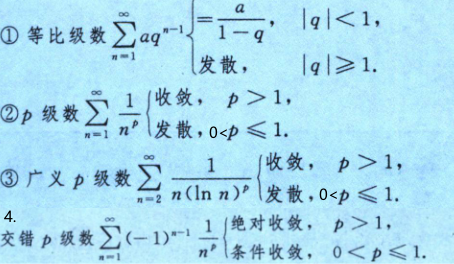 ① 等比级数 $\sum_{n=1}^{\infty} aq^{n-1} \begin{cases} =\frac{a}{1-q}, & |q|<1, \\ 发散, & |q|\geqslant 1. \end{cases}$
②p 级数 $\sum_{n=1}^{\infty} \frac{1}{n^p} \begin{cases} 收敛, & p>1, \\ 发散, & 0<p\leqslant 1. \end{cases}$
③ 广义 p 级数 $\sum_{n=2}^{\infty} \frac{1}{n(\ln n)^p} \begin{cases} 收敛, & p>1, \\ 发散, & 0<p\leqslant 1. \end{cases}$
4.
交错 p 级数 $\sum_{n=1}^{\infty} (-1)^{n-1} \frac{1}{n^p} \begin{cases} 绝对收敛, & p>1, \\ 条件收敛, & 0<p\leqslant 1. \end{cases}$